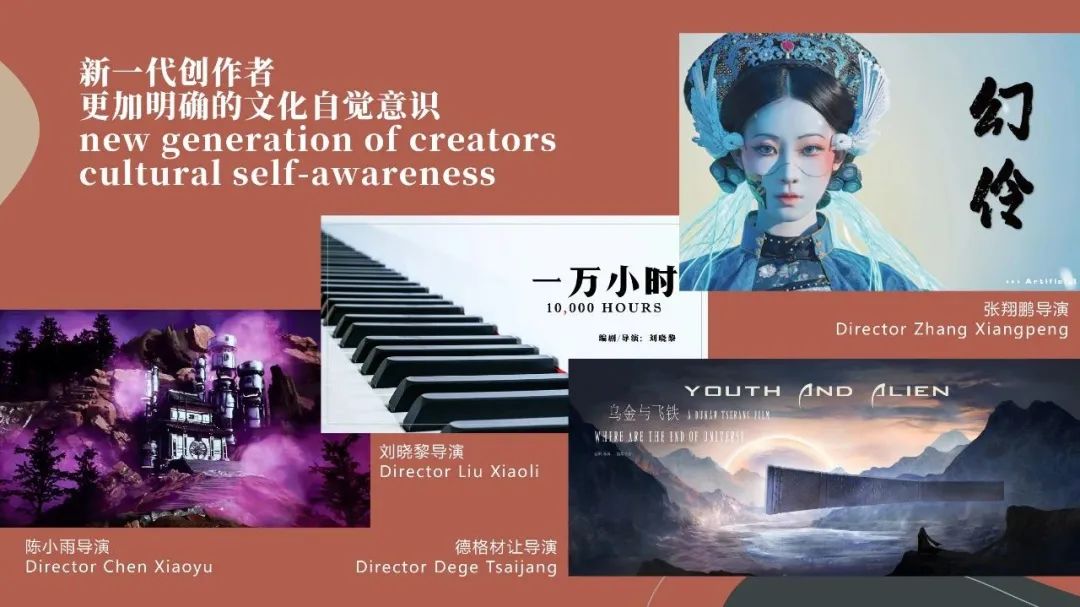 新一代创作者
更加明确的文化自觉意识
new generation of creators
cultural self-awareness
幻
伶
Artificial
张翔鹏导演
Director Zhang Xiangpeng
一万小时
10,000 HOURS
编剧/导演：刘晓黎
刘晓黎导演
Director Liu Xiaoli
YOUTH AND ALIEN
乌金与飞铁
WHERE ARE THE END OF UNIVERSE
陈小雨导演
Director Chen Xiaoyu
德格材让导演
Director Dege Tsaijang